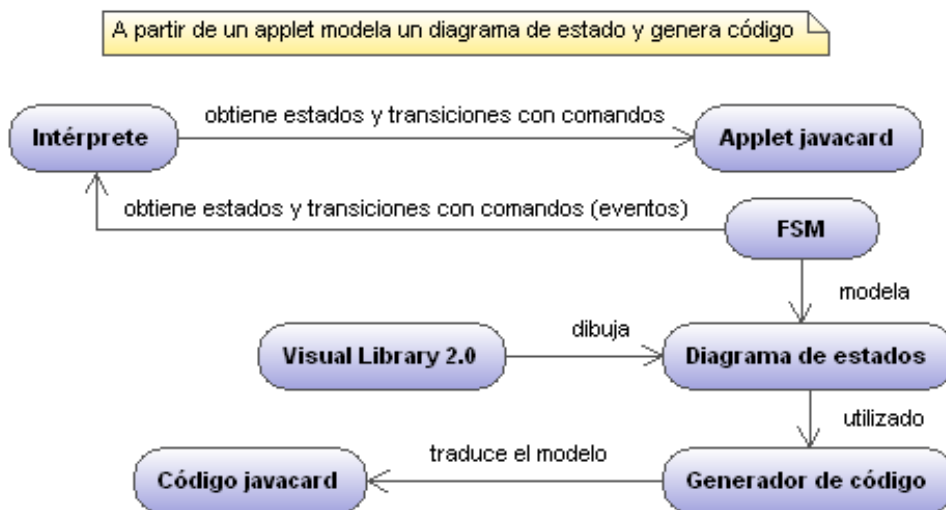 A partir de un applet modela un diagrama de estado y genera código
obtiene estados y transiciones con comandos
Intérprete
Applet javacard
obtiene estados y transiciones con comandos (eventos)
FSM
modela
dibuja
Visual Library 2.0
Diagrama de estados
utilizado
traduce el modelo
Código javacard
Generador de código